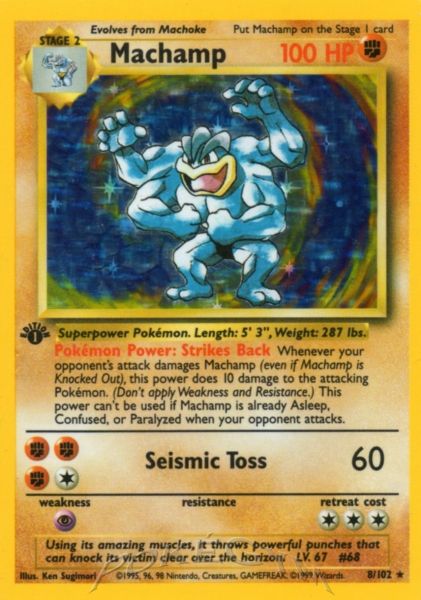 Evolves from Machoke Put Machamp on the Stage 1 card
STAGE 2
Machamp 100 HP
EDITION
1
Superpower Pokémon. Length: 5' 3", Weight: 287 lbs.
Pokémon Power: Strikes Back Whenever your
opponent's attack damages Machamp (even if Machamp is
Knocked Out), this power does 10 damage to the attacking
Pokémon. (Don't apply Weakness and Resistance.) This
power can't be used if Machamp is already Asleep,
Confused, or Paralyzed when your opponent attacks.
Seismic Toss 60
weakness resistance retreat cost
Using its amazing muscles, it throws powerful punches that
can knock its victim clear over the horizon. LV. 67 #68
Illus. Ken Sugimori ©1995, 96, 98 Nintendo, Creatures, GAMEFREAK. ©1999 Wizards. 8/102 ★